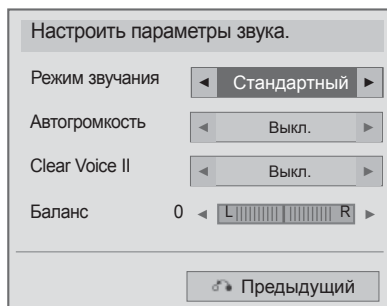 Настроить параметры звука.
Режим звучания ◄ Стандартный ►
Автогромкость ◄ Выкл. ►
Clear Voice II ◄ Выкл. ►
Баланс 0 ◄ L R ►
Предыдущий